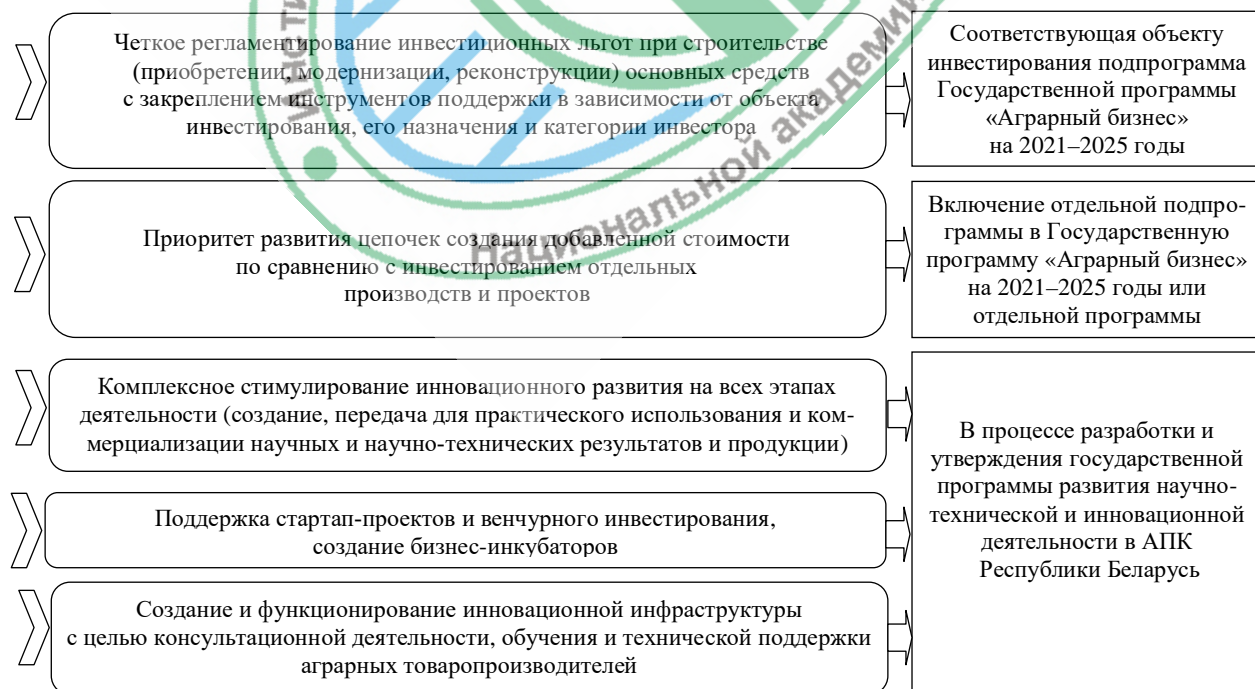 Четкое регламентирование инвестиционных льгот при строительстве
(приобретении, модернизации, реконструкции) основных средств
с закреплением инструментов поддержки в зависимости от объекта
инвестирования, его назначения и категории инвестора
Соответствующая объекту
инвестирования подпрограмма
Государственной программы
«Аграрный бизнес»
на 2021–2025 годы
Приоритет развития цепочек создания добавленной стоимости
по сравнению с инвестированием отдельных
производств и проектов
Включение отдельной подпро-
граммы в Государственную
программу «Аграрный бизнес»
на 2021–2025 годы или
отдельной программы
Комплексное стимулирование инновационного развития на всех этапах
деятельности (создание, передача для практического использования и ком-
мерциализации научных и научно-технических результатов и продукции)
Поддержка стартап-проектов и венчурного инвестирования,
создание бизнес-инкубаторов
Создание и функционирование инновационной инфраструктуры
с целью консультационной деятельности, обучения и технической поддержки
аграрных товаропроизводителей
В процессе разработки и
утверждения государственной
программы развития научно-
технической и инновационной
деятельности в АПК
Республики Беларусь
Национальной академии